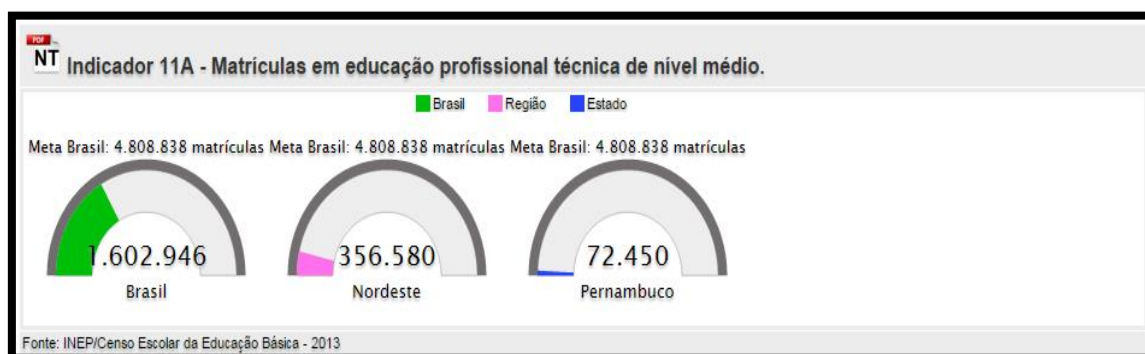 PDF
NT Indicador 11A - Matrículas em educação profissional técnica de nível médio.
Brasil Região Estado
Meta Brasil: 4.808.838 matrículas Meta Brasil: 4.808.838 matrículas Meta Brasil: 4.808.838 matrículas
1.602.946 356.580 72.450
Brasil Nordeste Pernambuco
Fonte: INEP/Censo Escolar da Educação Básica - 2013